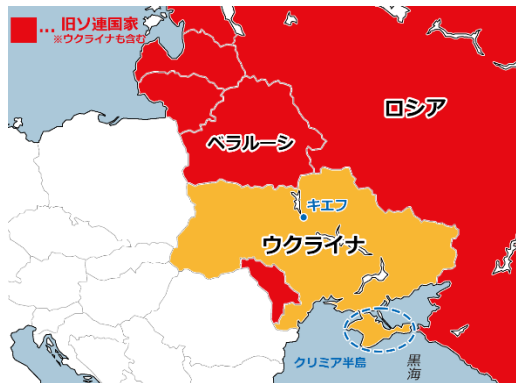 … 旧ソ連国家
※ウクライナも含む
ロシア
ベラルーシ
キエフ
ウクライナ
クリミア半島
黒海